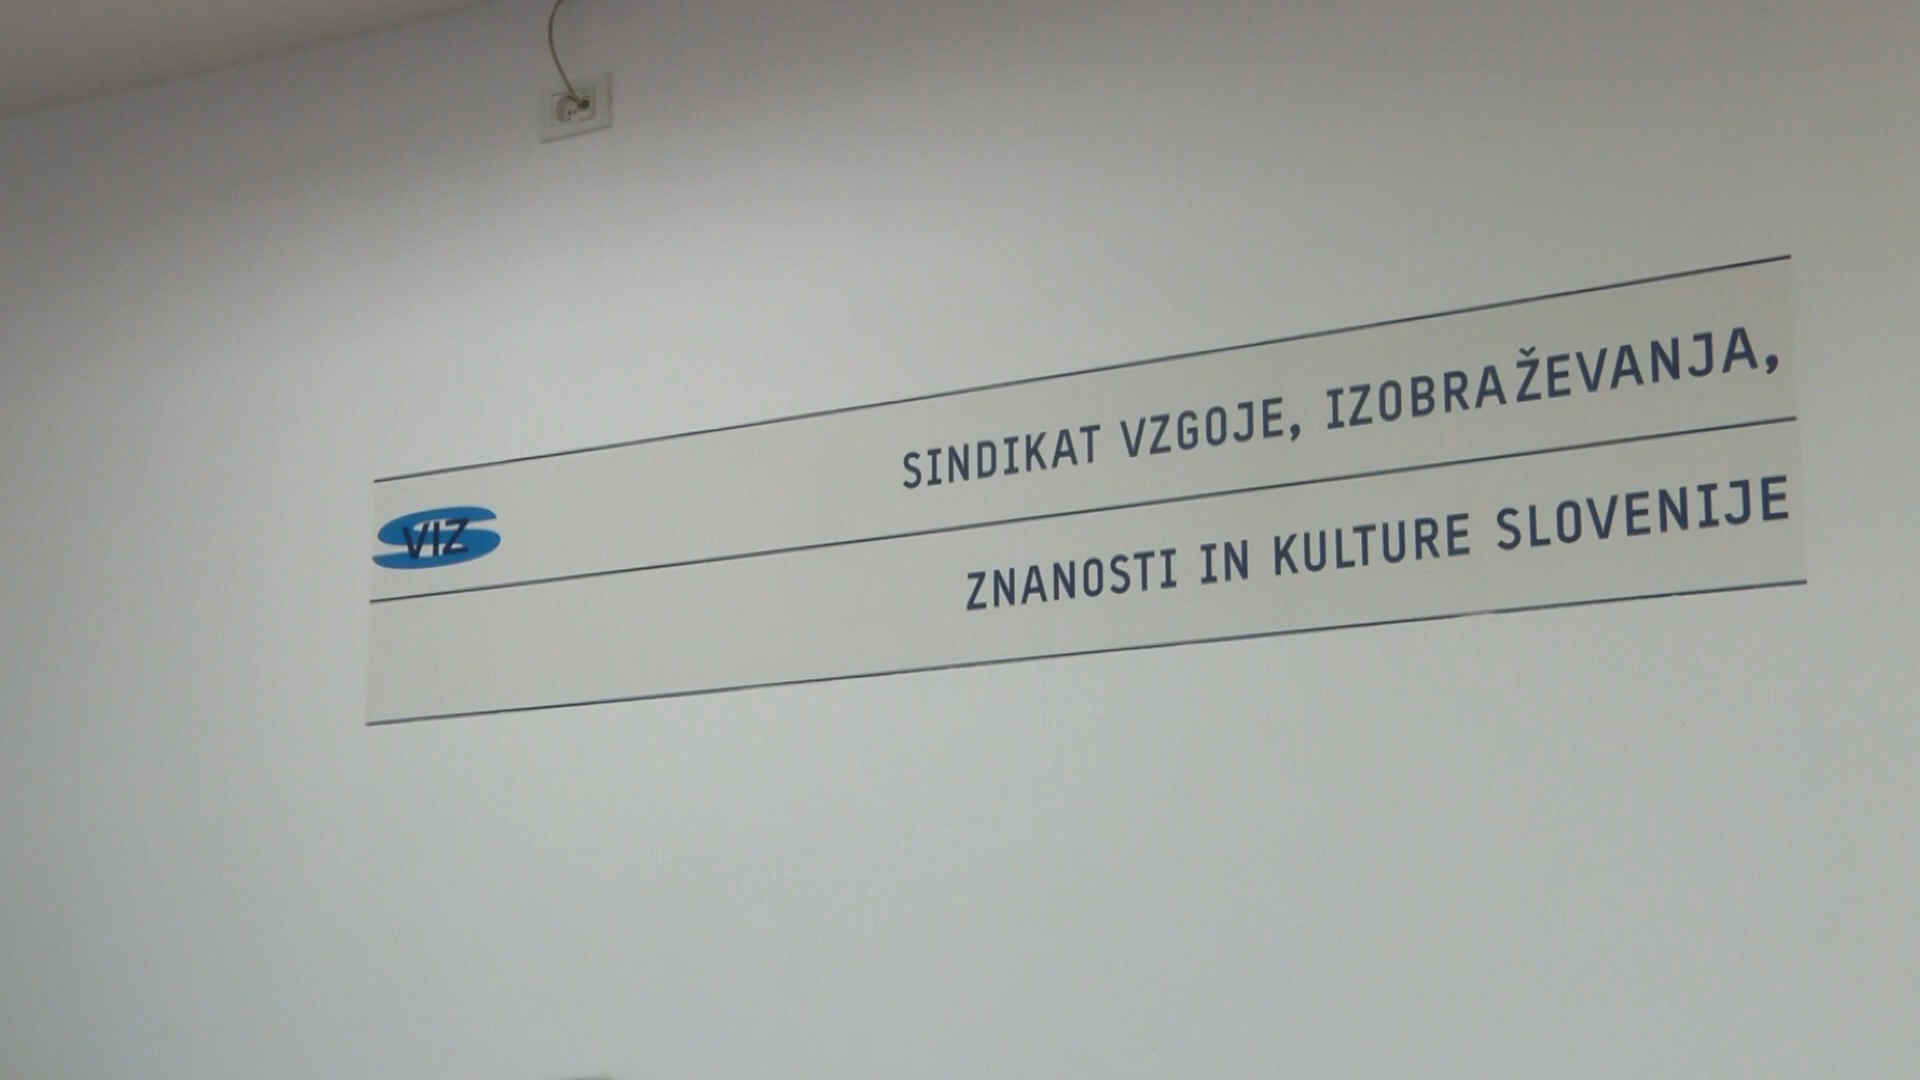 SINDIKAT VZGOJE, IZOBRAŽEVANJA,
VIZ
ZNANOSTI IN KULTURE SLOVENIJE